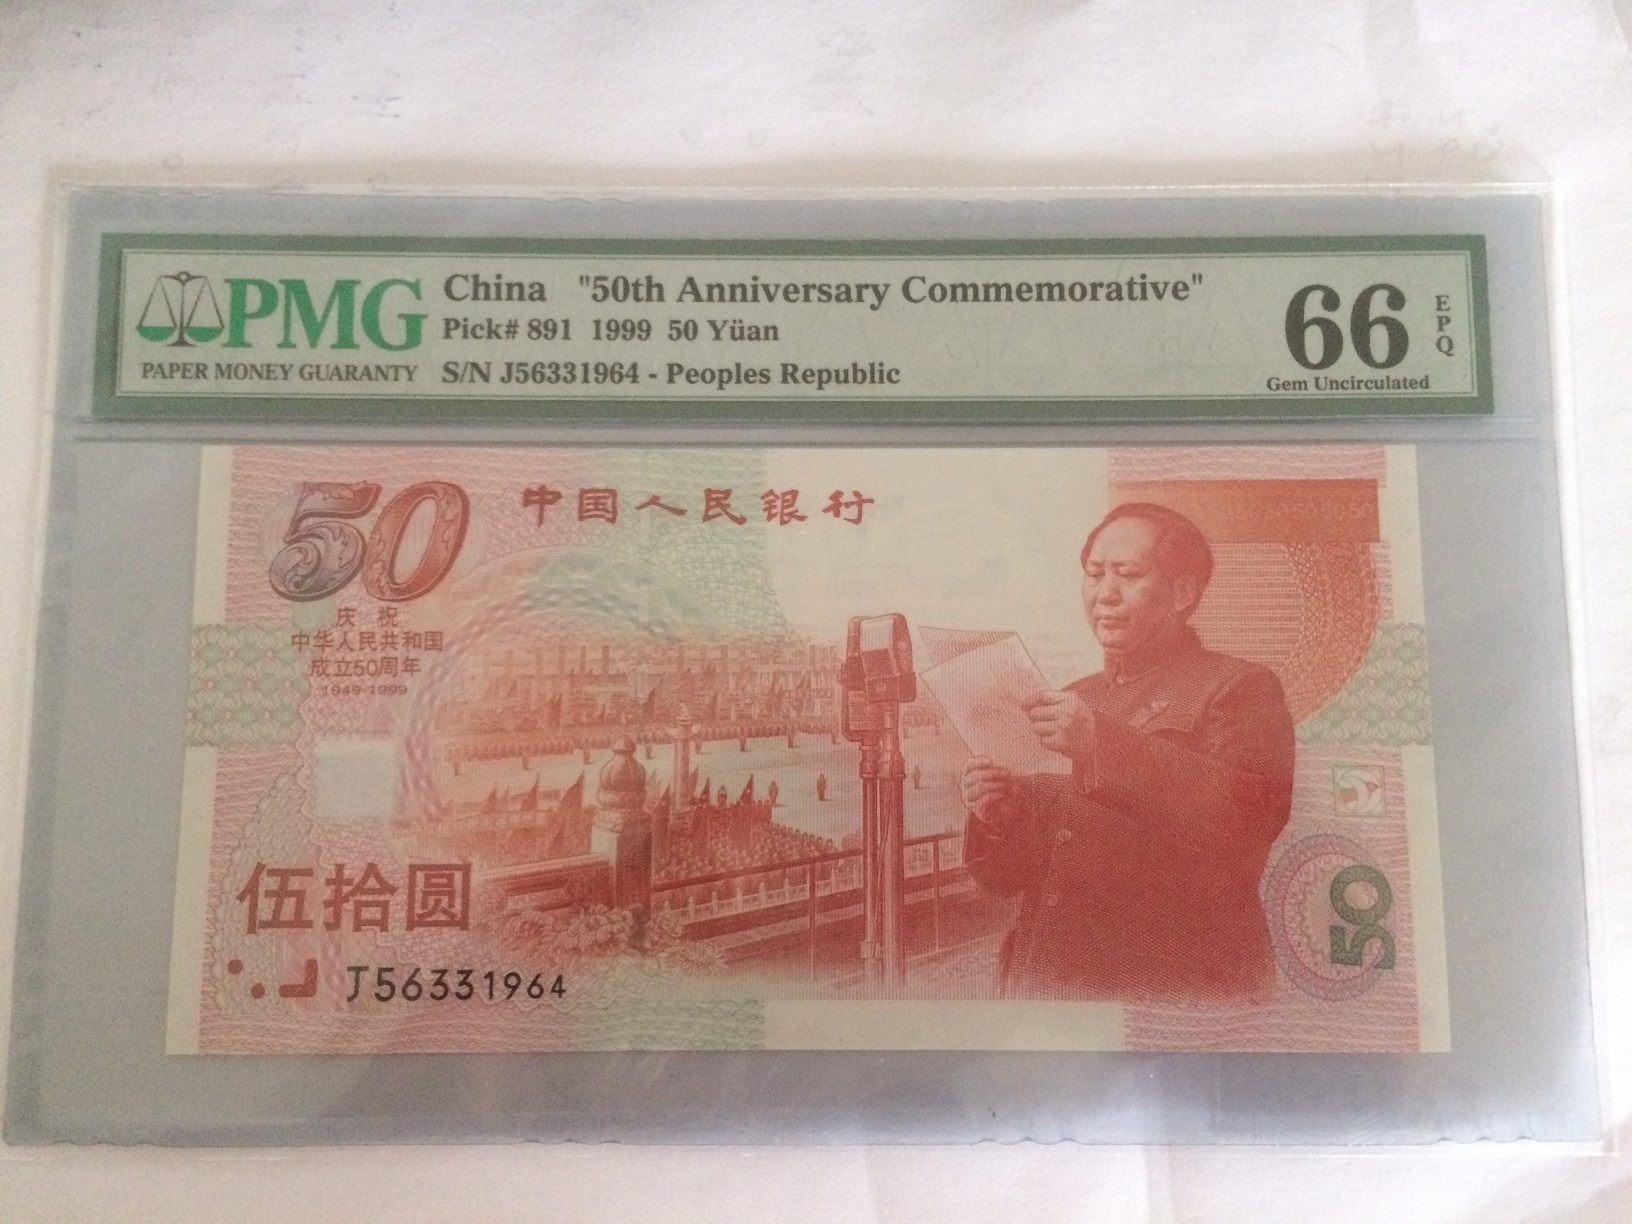 PMG
PAPER MONEY GUARANTY
China "50th Anniversary Commemorative"
Pick# 891 1999 50 Yüan
S/N J56331964 - Peoples Republic
66
EPQ
Gem Uncirculated
50
中国人民银行
庆祝
中华人民共和国
成立50周年
1949-1999
伍拾圆
J56331964
50